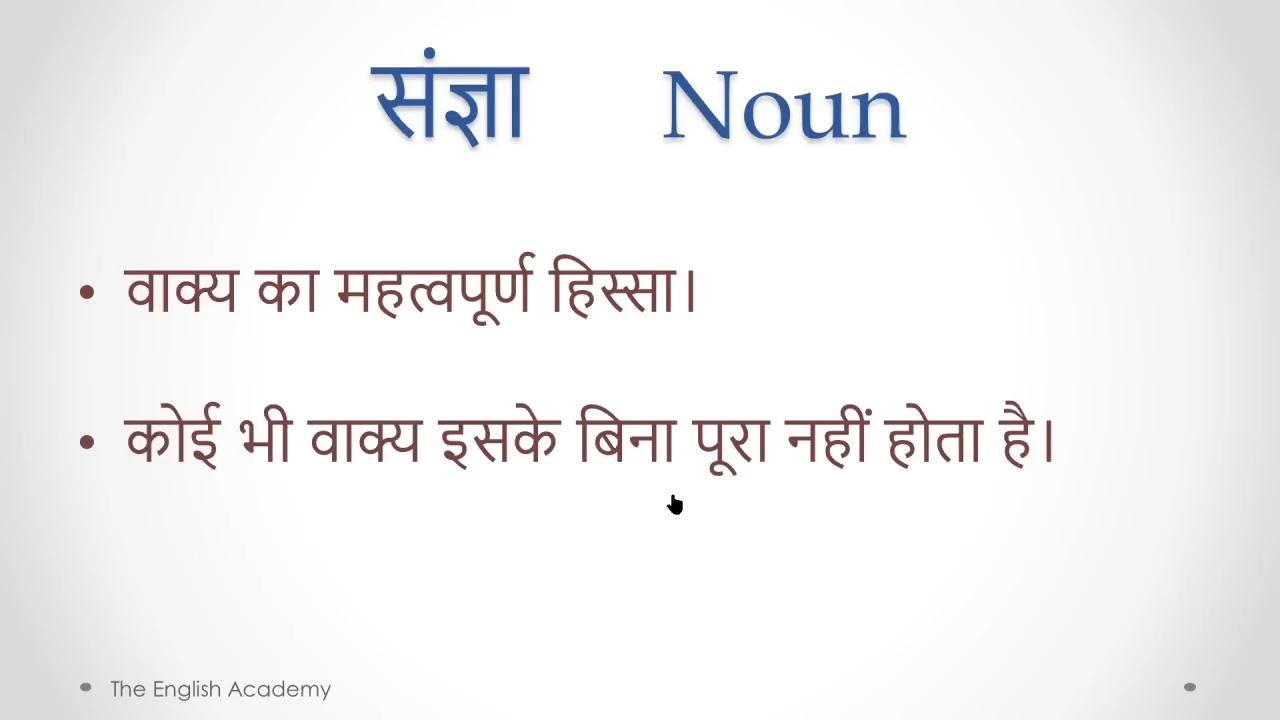 संज्ञा Noun
• वाक्य का महत्वपूर्ण हिस्सा।
• कोई भी वाक्य इसके बिना पूरा नहीं होता है।
The English Academy